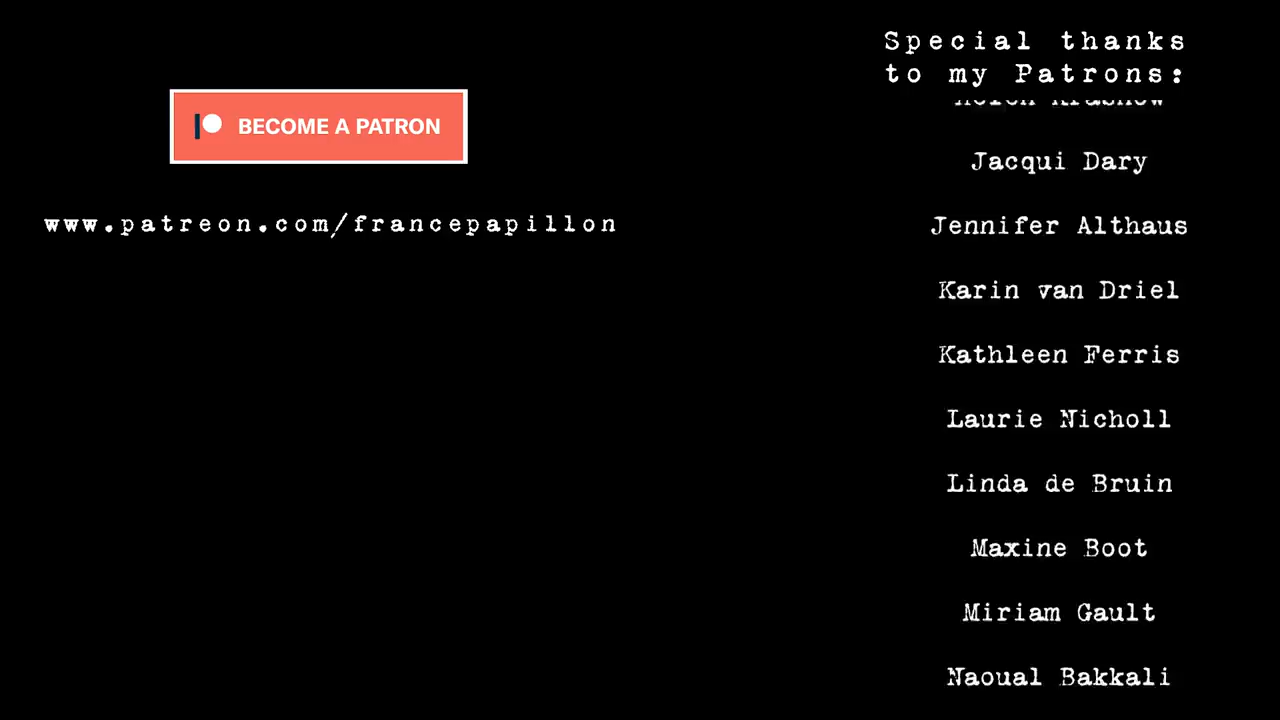 BECOME A PATRON
www.patreon.com/francepapillon
Special thanks
to my Patrons:
Jacqui Dary
Jennifer Althaus
Karin van Driel
Kathleen Ferris
Laurie Nicholl
Linda de Bruin
Maxine Boot
Miriam Gault
Naoual Bakkali